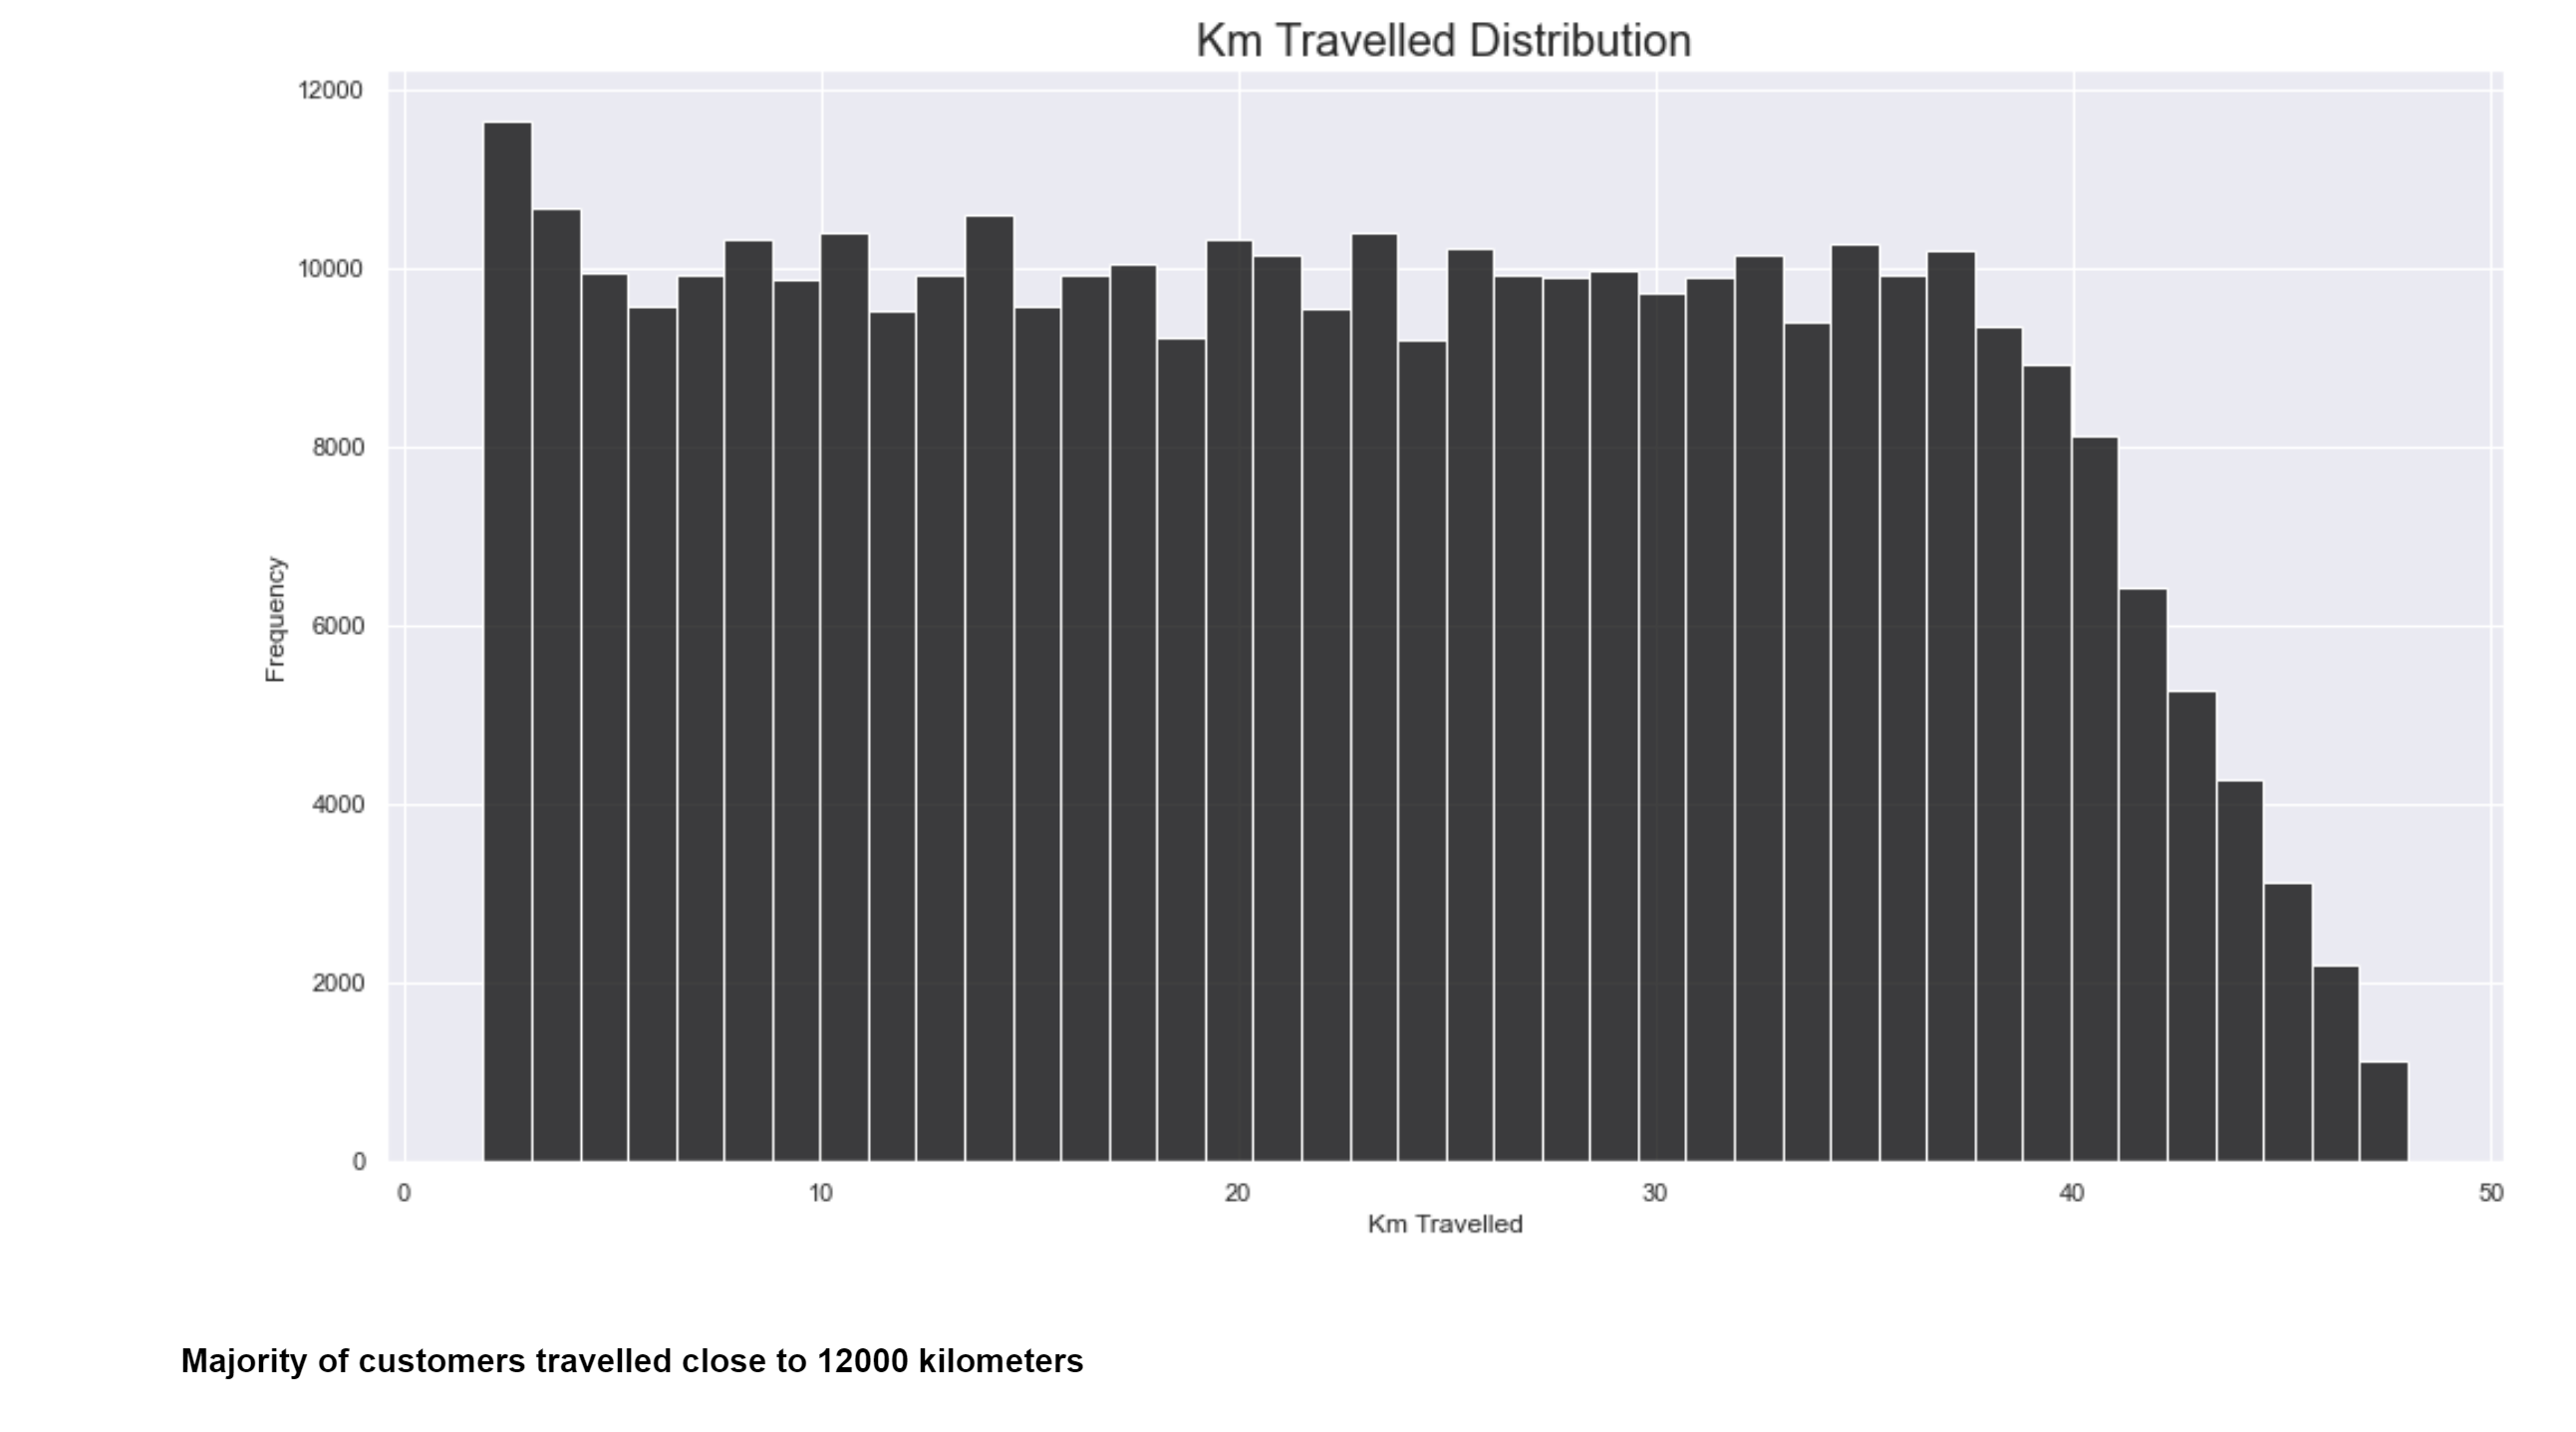 Km Travelled Distribution
12000
10000
8000
6000
4000
2000
0
Frequency
0 10 20 30 40 50
Km Travelled
Majority of customers travelled close to 12000 kilometers